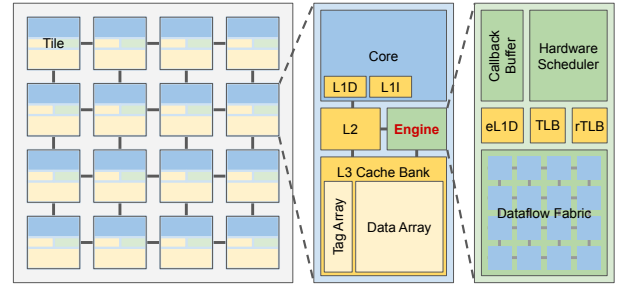 Tile
Core
L1D
L1I
L2
Engine
L3 Cache Bank
Tag Array
Data Array
Callback
Buffer
Hardware
Scheduler
eL1D
TLB
rTLB
Dataflow Fabric